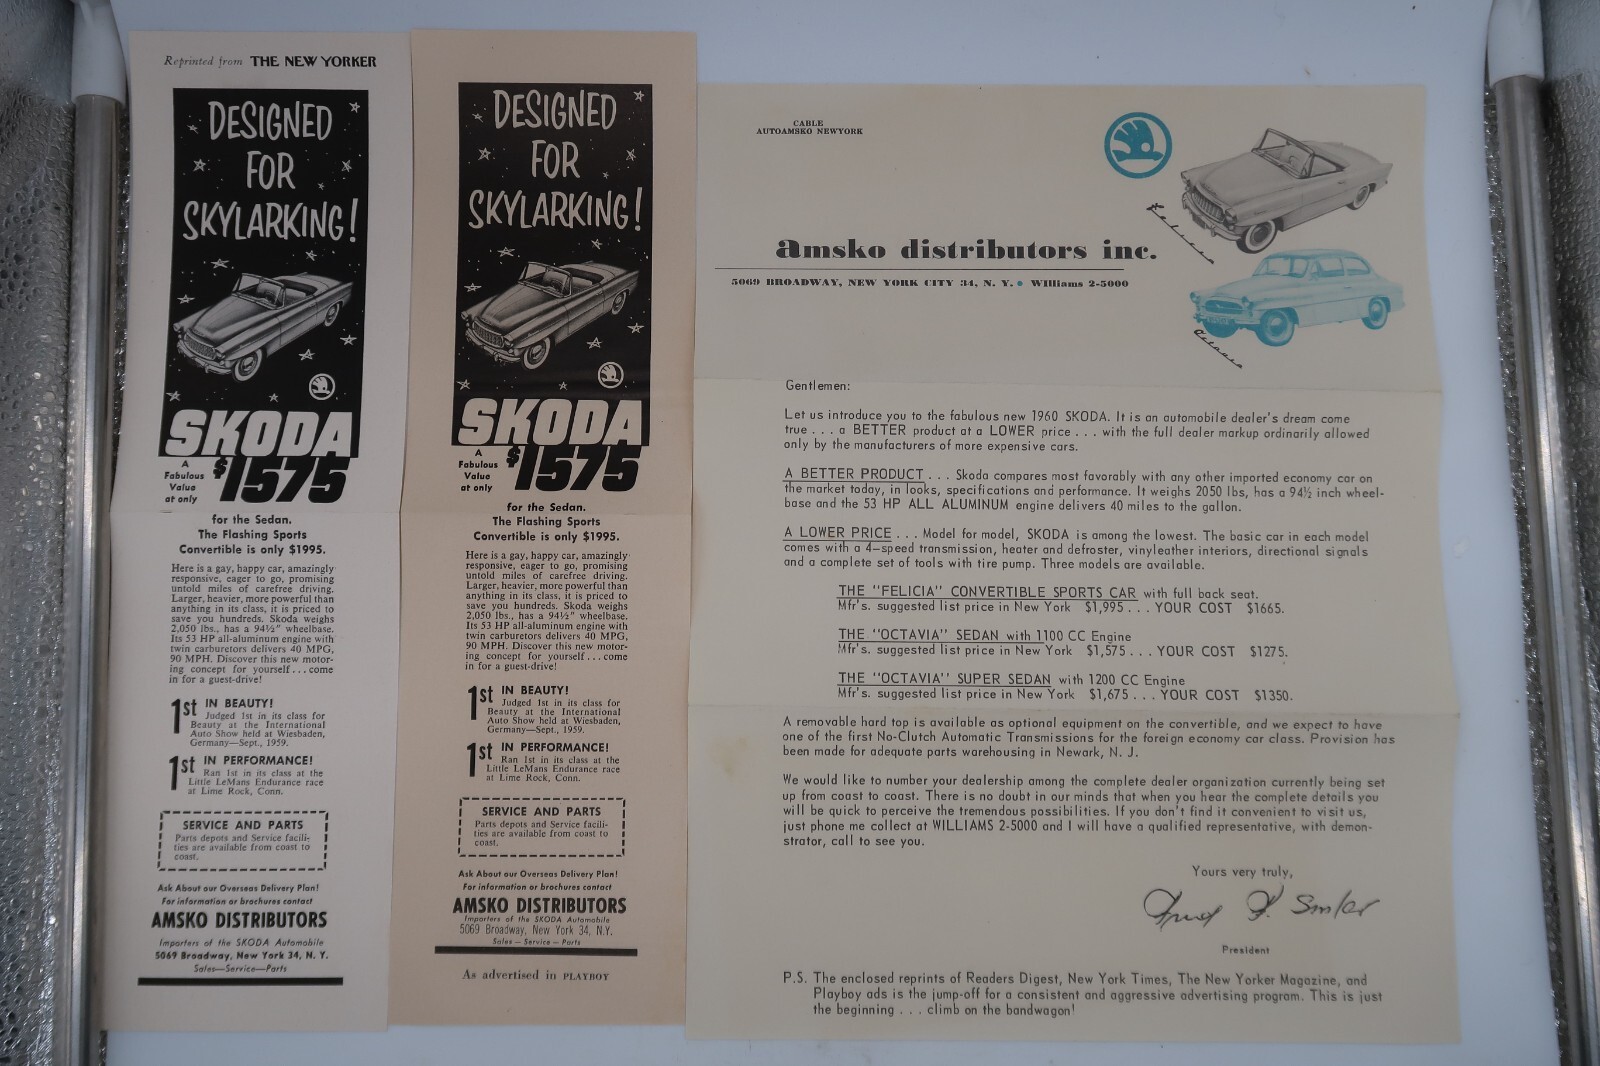 Reprinted from THE NEW YORKER
DESIGNED
FOR
SKYLARKING!
SKODA
A
Fabulous
Value
at only
$1575
for the Sedan.
The Flashing Sports
Convertible is only $1995.
Here is a gay, happy car, amazingly
responsive, eager to go, promising
untold miles of carefree driving.
Larger, heavier, more powerful than
anything in its class, it is priced to
save you hundreds. Skoda weighs
2,050 lbs., has a 94½" wheelbase.
Its 53 HP all-aluminum engine with
twin carburetors delivers 40 MPG,
90 MPH. Discover this new motor-
ing concept for yourself...come
in for a guest-drive!
1st IN BEAUTY!
Judged 1st in its class for
Beauty at the International
Auto Show held at Wiesbaden,
Germany—Sept., 1959.
1st IN PERFORMANCE!
Ran 1st in its class at the
Little LeMans Endurance race
at Lime Rock, Conn.
SERVICE AND PARTS
Parts depots and Service facili-
ties are available from coast to
coast.
Ask About our Overseas Delivery Plan!
For information or brochures contact
AMSKO DISTRIBUTORS
Importers of the SKODA Automobile
5069 Broadway, New York 34, N. Y.
Sales—Service—Parts
DESIGNED
FOR
SKYLARKING!
SKODA
A
Fabulous
Value
at only
$1575
for the Sedan.
The Flashing Sports
Convertible is only $1995.
Here is a gay, happy car, amazingly
responsive, eager to go, promising
untold miles of carefree driving.
Larger, heavier, more powerful than
anything in its class, it is priced to
save you hundreds. Skoda weighs
2,050 lbs., has a 94½" wheelbase.
Its 53 HP all-aluminum engine with
twin carburetors delivers 40 MPG,
90 MPH. Discover this new motor-
ing concept for yourself...come
in for a guest-drive!
1st IN BEAUTY!
Judged 1st in its class for
Beauty at the International
Auto Show held at Wiesbaden,
Germany—Sept., 1959.
1st IN PERFORMANCE!
Ran 1st in its class at the
Little LeMans Endurance race
at Lime Rock, Conn.
SERVICE AND PARTS
Parts depots and Service facili-
ties are available from coast to
coast.
Ask About our Overseas Delivery Plan!
For information or brochures contact
AMSKO DISTRIBUTORS
Importers of the SKODA Automobile
5069 Broadway, New York 34, N.Y.
Sales — Service — Parts
As advertised in PLAYBOY
CABLE
AUTOAMSKO NEWYORK
Felicia
Octavia
amsko distributors inc.
5069 BROADWAY, NEW YORK CITY 34, N. Y. • WIlliams 2-5000
Gentlemen:
Let us introduce you to the fabulous new 1960 SKODA. It is an automobile dealer's dream come
true . . . a BETTER product at a LOWER price . . . with the full dealer markup ordinarily allowed
only by the manufacturers of more expensive cars.
A BETTER PRODUCT . . . Skoda compares most favorably with any other imported economy car on
the market today, in looks, specifications and performance. It weighs 2050 lbs, has a 94½ inch wheel-
base and the 53 HP ALL ALUMINUM engine delivers 40 miles to the gallon.
A LOWER PRICE . . . Model for model, SKODA is among the lowest. The basic car in each model
comes with a 4-speed transmission, heater and defroster, vinyleather interiors, directional signals
and a complete set of tools with tire pump. Three models are available.
THE "FELICIA" CONVERTIBLE SPORTS CAR with full back seat.
Mfr's. suggested list price in New York $1,995 . . . YOUR COST $1665.
THE "OCTAVIA" SEDAN with 1100 CC Engine
Mfr's. suggested list price in New York $1,575 . . . YOUR COST $1275.
THE "OCTAVIA" SUPER SEDAN with 1200 CC Engine
Mfr's. suggested list price in New York $1,675 . . . YOUR COST $1350.
A removable hard top is available as optional equipment on the convertible, and we expect to have
one of the first No-Clutch Automatic Transmissions for the foreign economy car class. Provision has
been made for adequate parts warehousing in Newark, N. J.
We would like to number your dealership among the complete dealer organization currently being set
up from coast to coast. There is no doubt in our minds that when you hear the complete details you
will be quick to perceive the tremendous possibilities. If you don't find it convenient to visit us,
just phone me collect at WILLIAMS 2-5000 and I will have a qualified representative, with demon-
strator, call to see you.
Yours very truly,
President
P.S. The enclosed reprints of Readers Digest, New York Times, The New Yorker Magazine, and
Playboy ads is the jump-off for a consistent and aggressive advertising program. This is just
the beginning . . . climb on the bandwagon!